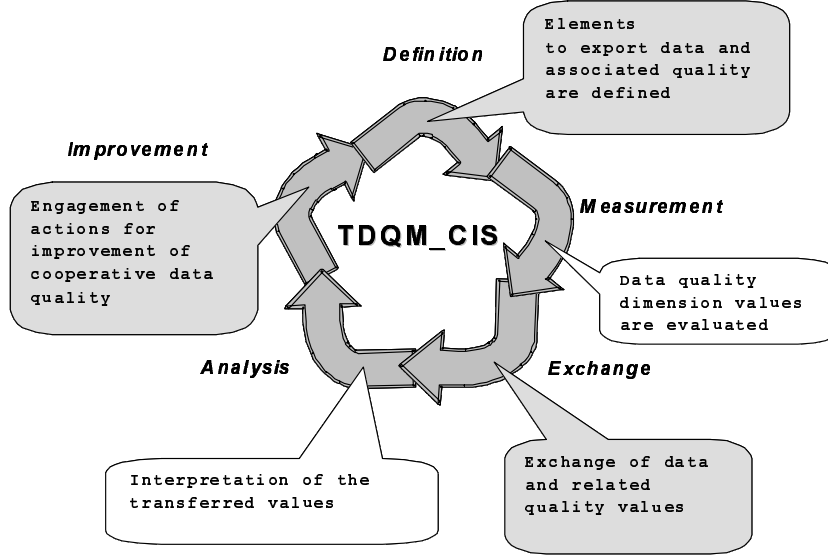 Definition
Elements
to export data and
associated quality
are defined
Improvement
Engagement of
actions for
improvement of
cooperative data
quality
TDQM_CIS
Measurement
Data quality
dimension values
are evaluated
Analysis
Exchange
Interpretation of the
transferred values
Exchange of data
and related
quality values